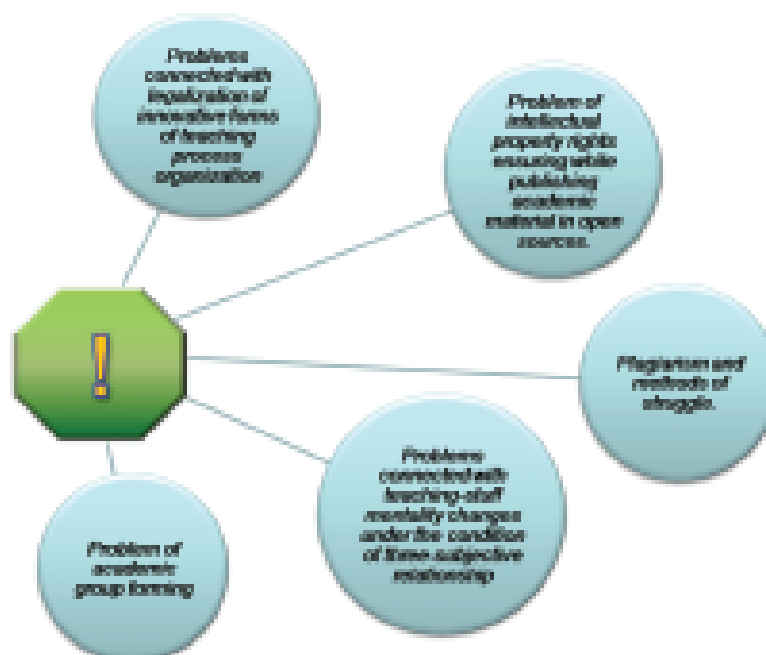 Problems
connected with
legalization of
innovative forms
of teaching
process
organization
Problem of
intellectual
property rights
ensuring while
publishing
academic
material in open
sources.
!
Plagiarism and
methods of
struggle.
Problems
connected with
teaching-staff
mentality changes
under the condition
of three-subjective
relationship
Problem of
academic
group forming